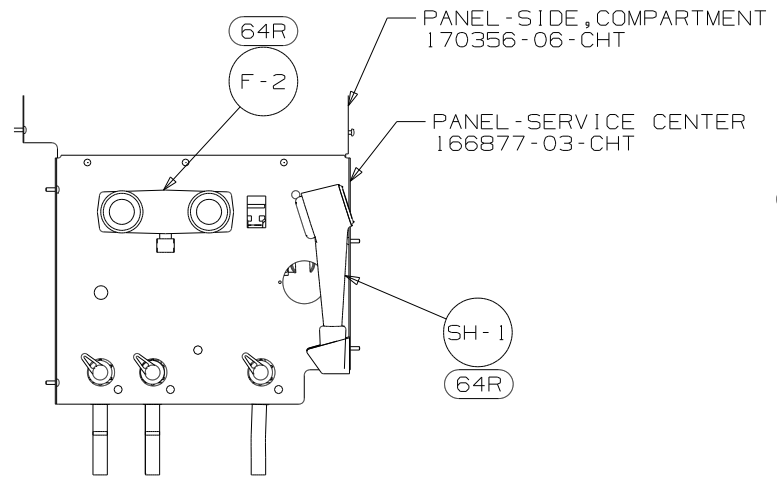 64R
F-2
PANEL-SIDE,COMPARTMENT
170356-06-CHT
PANEL-SERVICE CENTER
166877-03-CHT
SH-1
64R